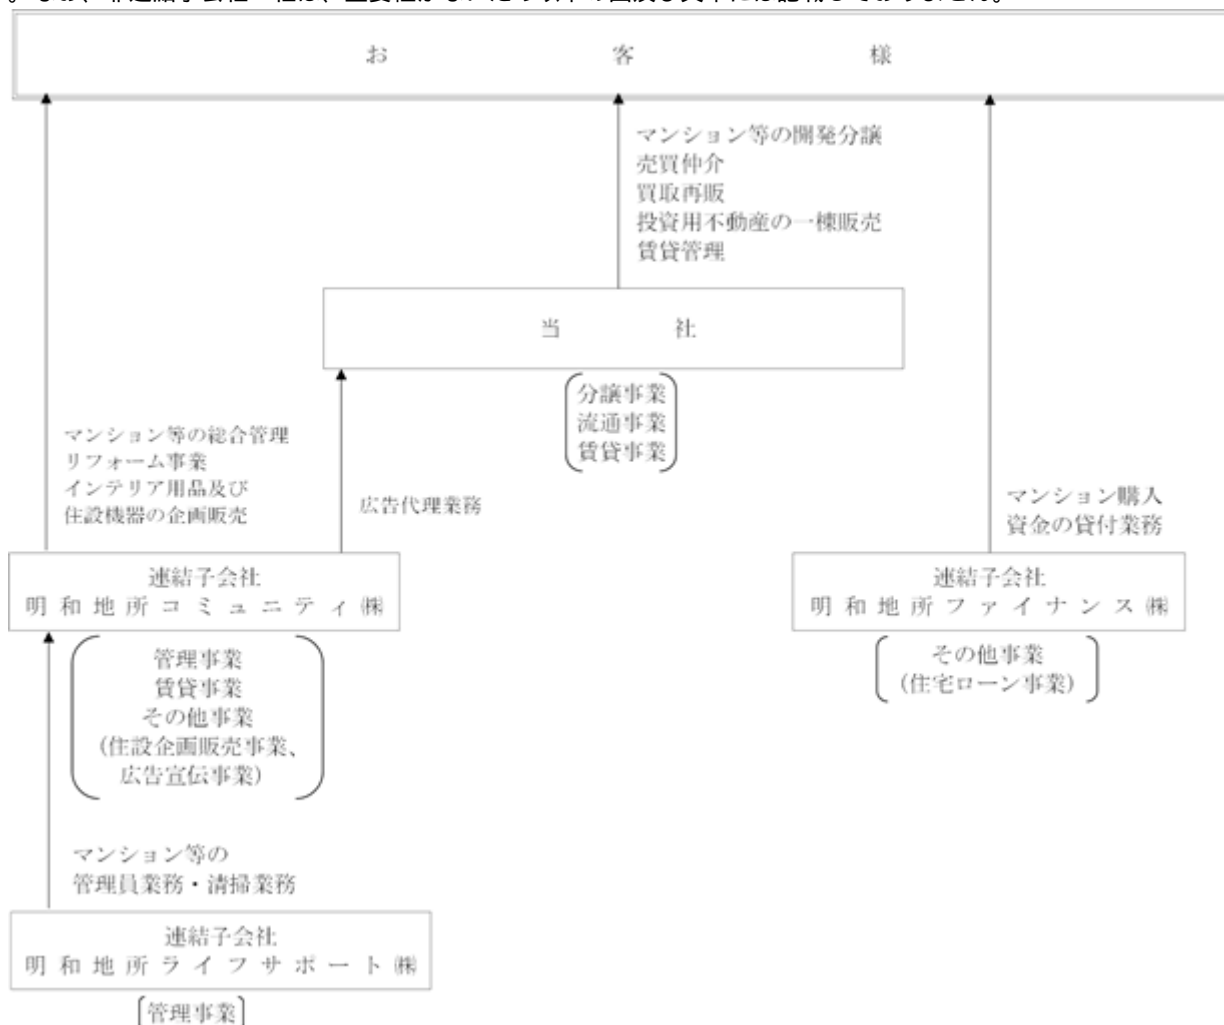 お客様
マンション等の開発分譲
売買仲介
買取再販
投資用不動産の一棟販売
賃貸管理
当社
分譲事業
流通事業
賃貸事業
マンション等の総合管理
リフォーム事業
インテリア用品及び
住設機器の企画販売
広告代理業務
マンション購入
資金の貸付業務
連結子会社
明和地所コミュニティ㈱
連結子会社
明和地所ファイナンス㈱
管理事業
賃貸事業
その他事業
(住設企画販売事業、
広告宣伝事業)
その他事業
(住宅ローン事業)
マンション等の
管理員業務・清掃業務
連結子会社
明和地所ライフサポート㈱
管理事業